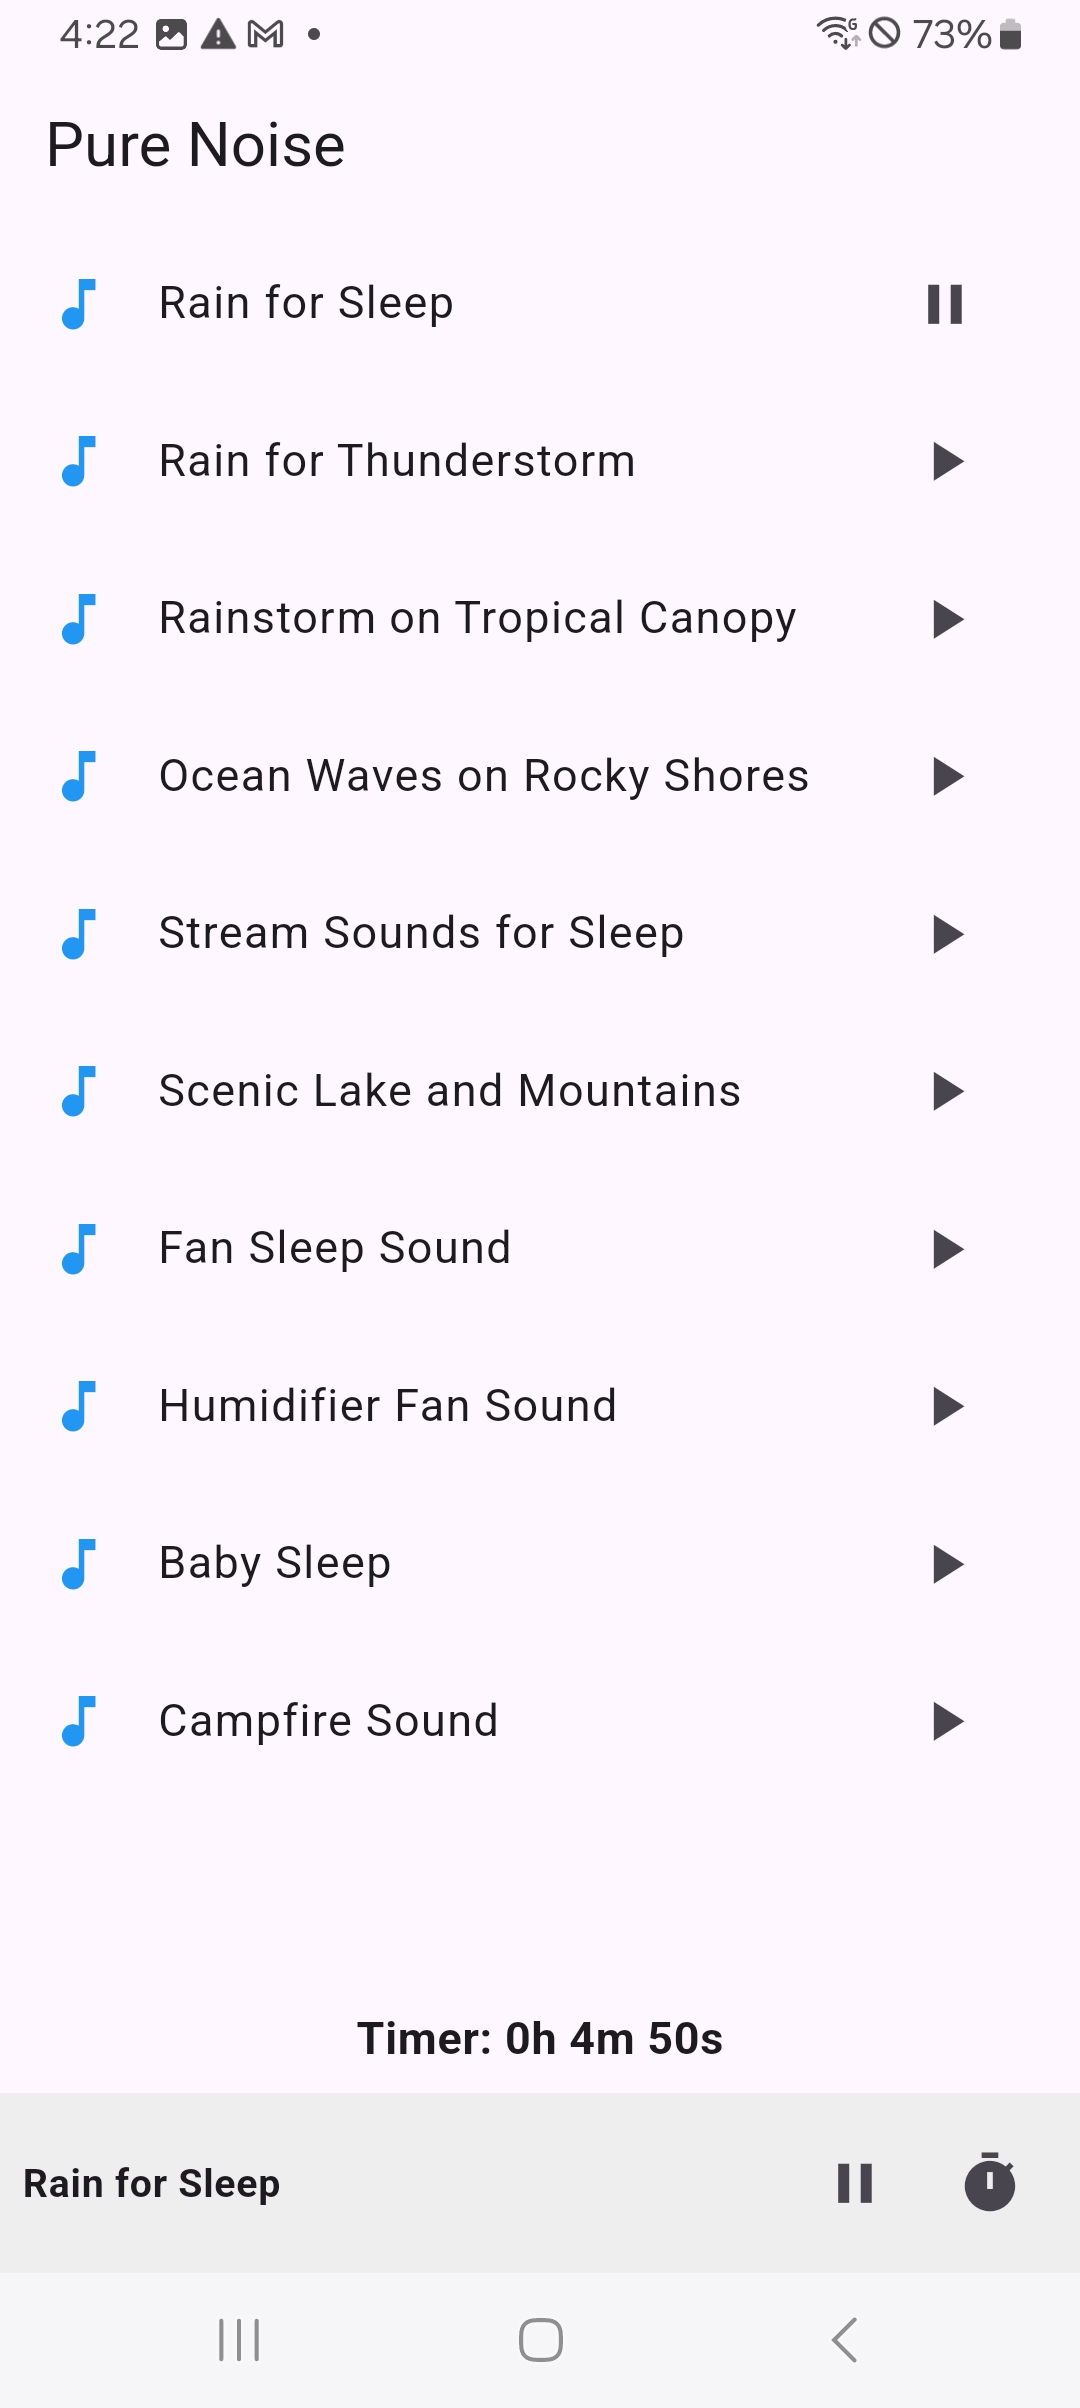 4:22
73%
Pure Noise
Rain for Sleep
Rain for Thunderstorm
Rainstorm on Tropical Canopy
Ocean Waves on Rocky Shores
Stream Sounds for Sleep
Scenic Lake and Mountains
Fan Sleep Sound
Humidifier Fan Sound
Baby Sleep
Campfire Sound
Timer: 0h 4m 50s
Rain for Sleep